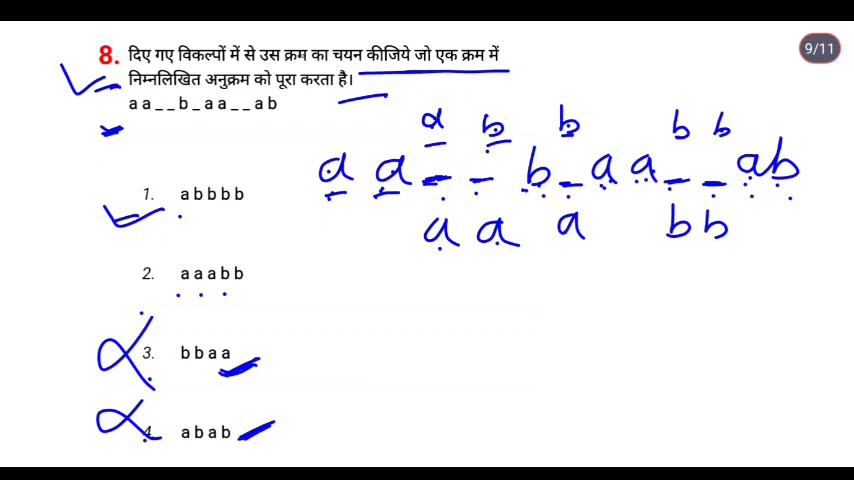 9/11
8. दिए गए विकल्पों में से उस क्रम का चयन कीजिये जो एक क्रम में
निम्नलिखित अनुक्रम को पूरा करता है।
a a _ _ b _ a a _ _ a b
a b b b b
a a _ _ b _ a a _ _ a b
a a a b b
1. a b b b b
2. a a a b b
3. b b a a
4. a b a b